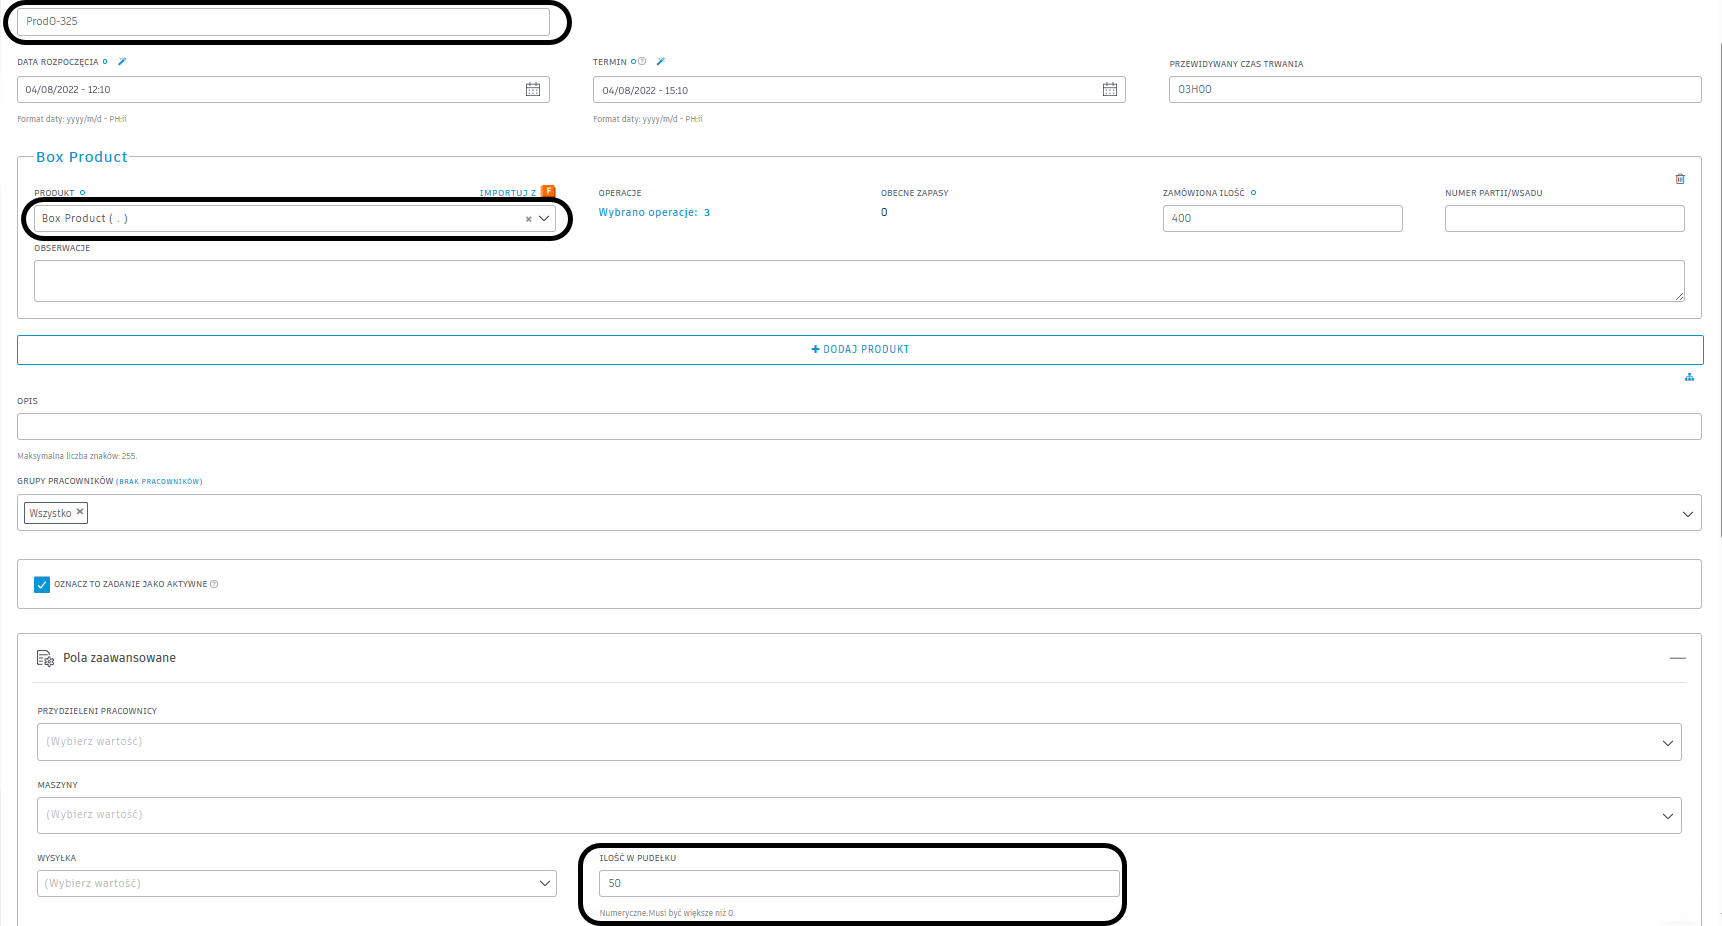 ProdO-325
DATA ROZPOCZĘCIA
TERMIN
PRZEWIDYWANY CZAS TRWANIA
04/08/2022 - 12:10
04/08/2022 - 15:10
03H00
Format daty: yyyy/m/d - PH:ii
Format daty: yyyy/m/d - PH:ii
Box Product
PRODUKT
IMPORTUJ Z F
OPERACJE
OBECNE ZAPASY
ZAMÓWIONA ILOŚĆ
NUMER PARTII/WSADU
Box Product ( . )
Wybrano operacje: 3
0
400
OBSERWACJE
+ DODAJ PRODUKT
OPIS
Maksymalna liczba znaków: 255.
GRUPY PRACOWNIKÓW (BRAK PRACOWNIKÓW)
Wszystko
OZNACZ TO ZADANIE JAKO AKTYWNE
Pola zaawansowane
PRZYDZIELENI PRACOWNICY
(Wybierz wartość)
MASZYNY
(Wybierz wartość)
WYSYŁKA
ILOŚĆ W PUDEŁKU
(Wybierz wartość)
50
Numeryczne.Musi być większe niż 0.